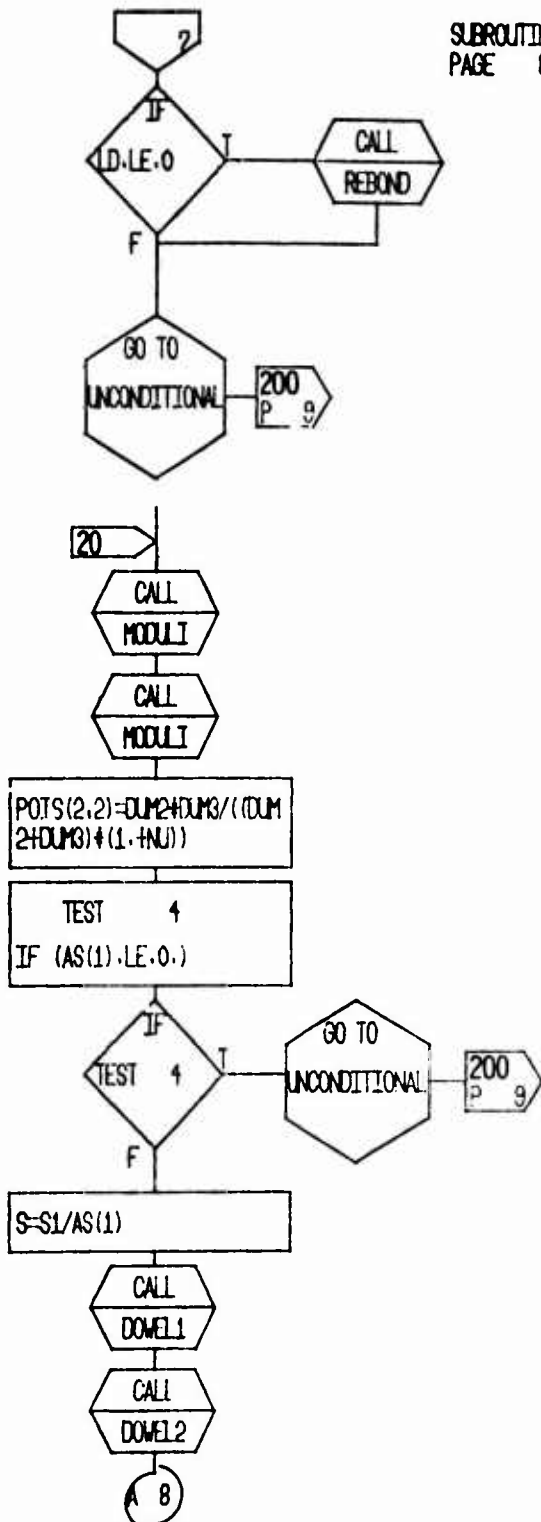 2
SUBROUTI
PAGE 8
IF
LD.LE.0
T
CALL
REBOND
F
GO TO
UNCONDITIONAL
200
P 9
20
CALL
MODULI
CALL
MODULI
POTS(2,2)=DUM2*DUM3/((DUM
2+DUM3)*(1.+NU))
TEST 4
IF (AS(1).LE.0.)
IF
TEST 4
T
GO TO
UNCONDITIONAL
200
P 9
F
S=S1/AS(1)
CALL
DOWEL1
CALL
DOWEL2
A 8